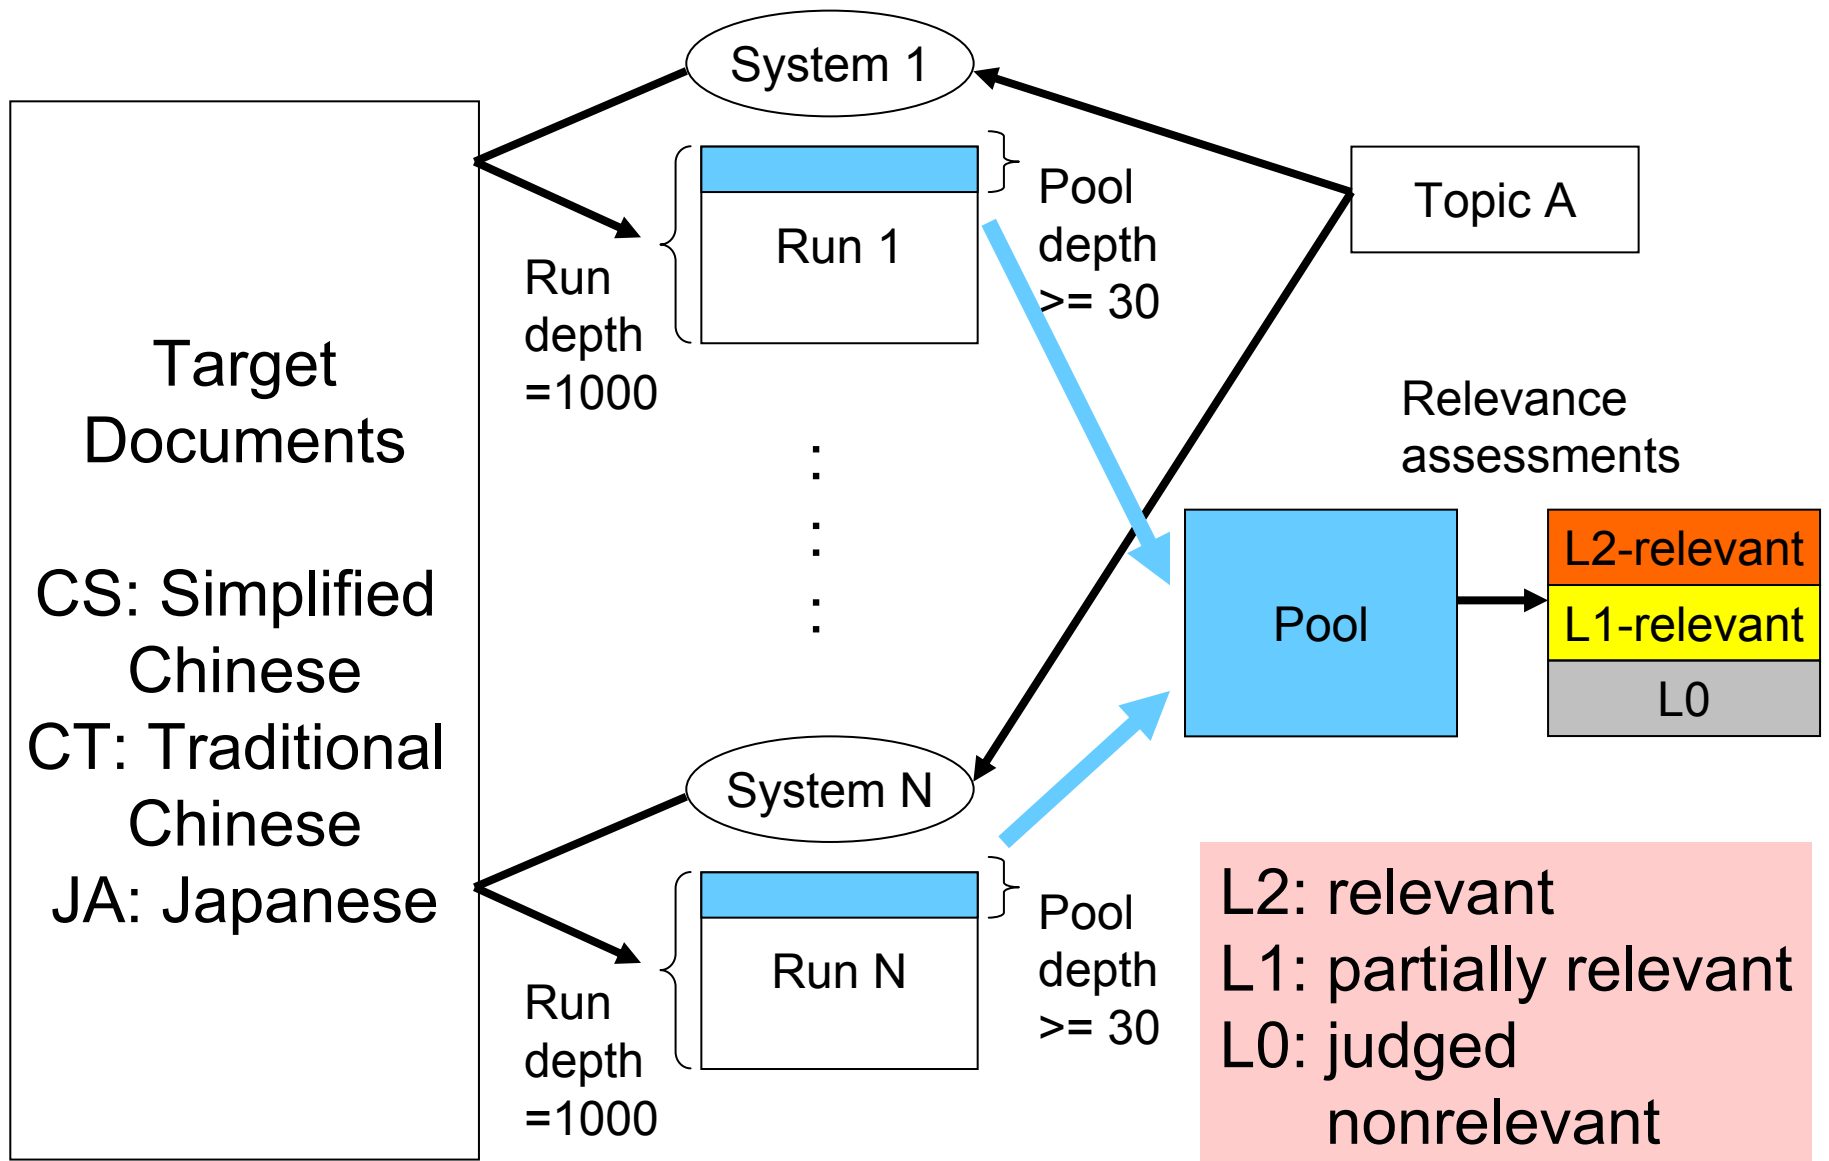 System 1
Target
Documents
CS: Simplified
Chinese
CT: Traditional
Chinese
JA: Japanese
Run 1
Run
depth
=1000
Pool
depth
>= 30
Topic A
Relevance
assessments
Pool
L2-relevant
L1-relevant
L0
System N
Run N
Run
depth
=1000
Pool
depth
>= 30
L2: relevant
L1: partially relevant
L0: judged
nonrelevant